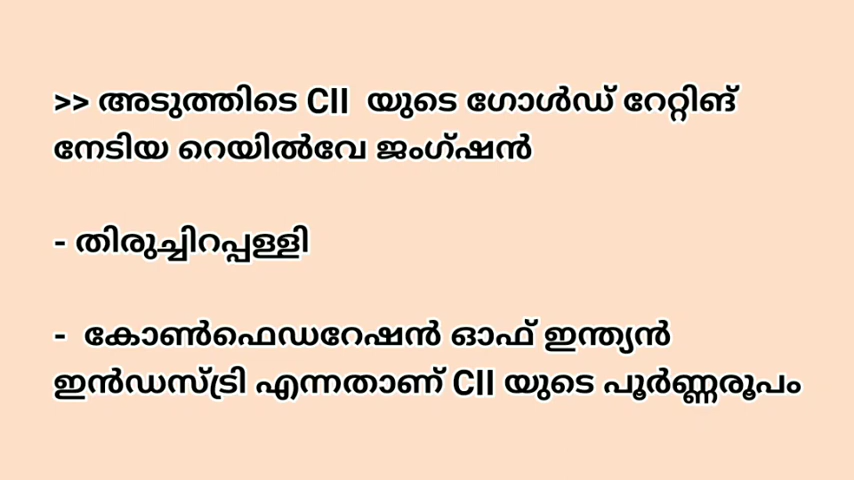 >> അടുത്തിടെ CII യുടെ ഗോൾഡ് റേറ്റിങ്
നേടിയ റെയിൽവേ ജംഗ്ഷൻ
- തിരുച്ചിറപ്പള്ളി
- കോൺഫെഡറേഷൻ ഓഫ് ഇന്ത്യൻ
ഇൻഡസ്ട്രി എന്നതാണ് CII യുടെ പൂർണ്ണരൂപം